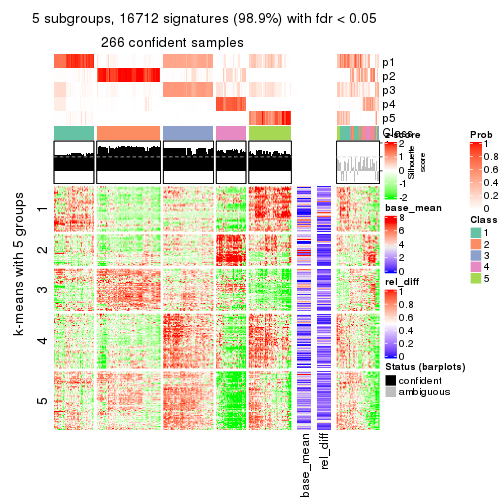 5 subgroups, 16712 signatures (98.9%) with fdr < 0.05
266 confident samples
p1
p2
p3
p4
p5
Class
Silhouette
score
k-means with 5 groups
1
2
3
4
5
base_mean
rel_diff
z-score
2
1
0
-1
-2
base_mean
8
6
4
2
0
rel_diff
1
0.8
0.6
0.4
0.2
0
Status (barplots)
confident
ambiguous
Prob
1
0.8
0.6
0.4
0.2
0
Class
1
2
3
4
5